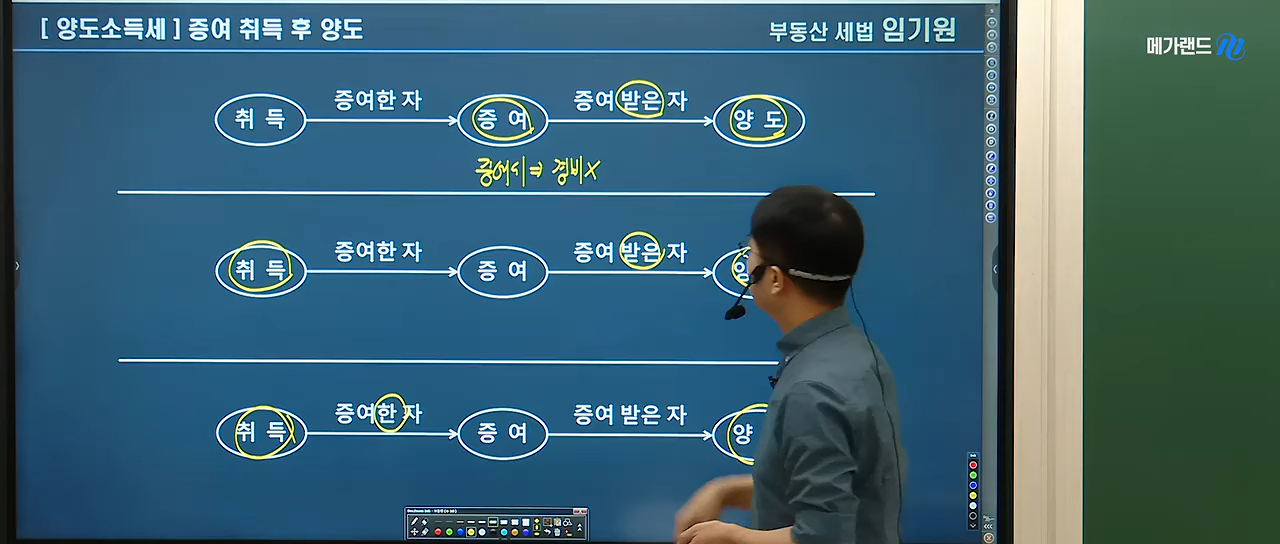 [ 양도소득세 ] 증여 취득 후 양도
부동산 세법 임기원
메가랜드
취 득 증여한 자 증 여 증여 받은 자 양 도
증여시⇒ 경비X
취 득 증여한 자 증 여 증여 받은 자 양
취 득 증여한 자 증 여 증여 받은 자 양